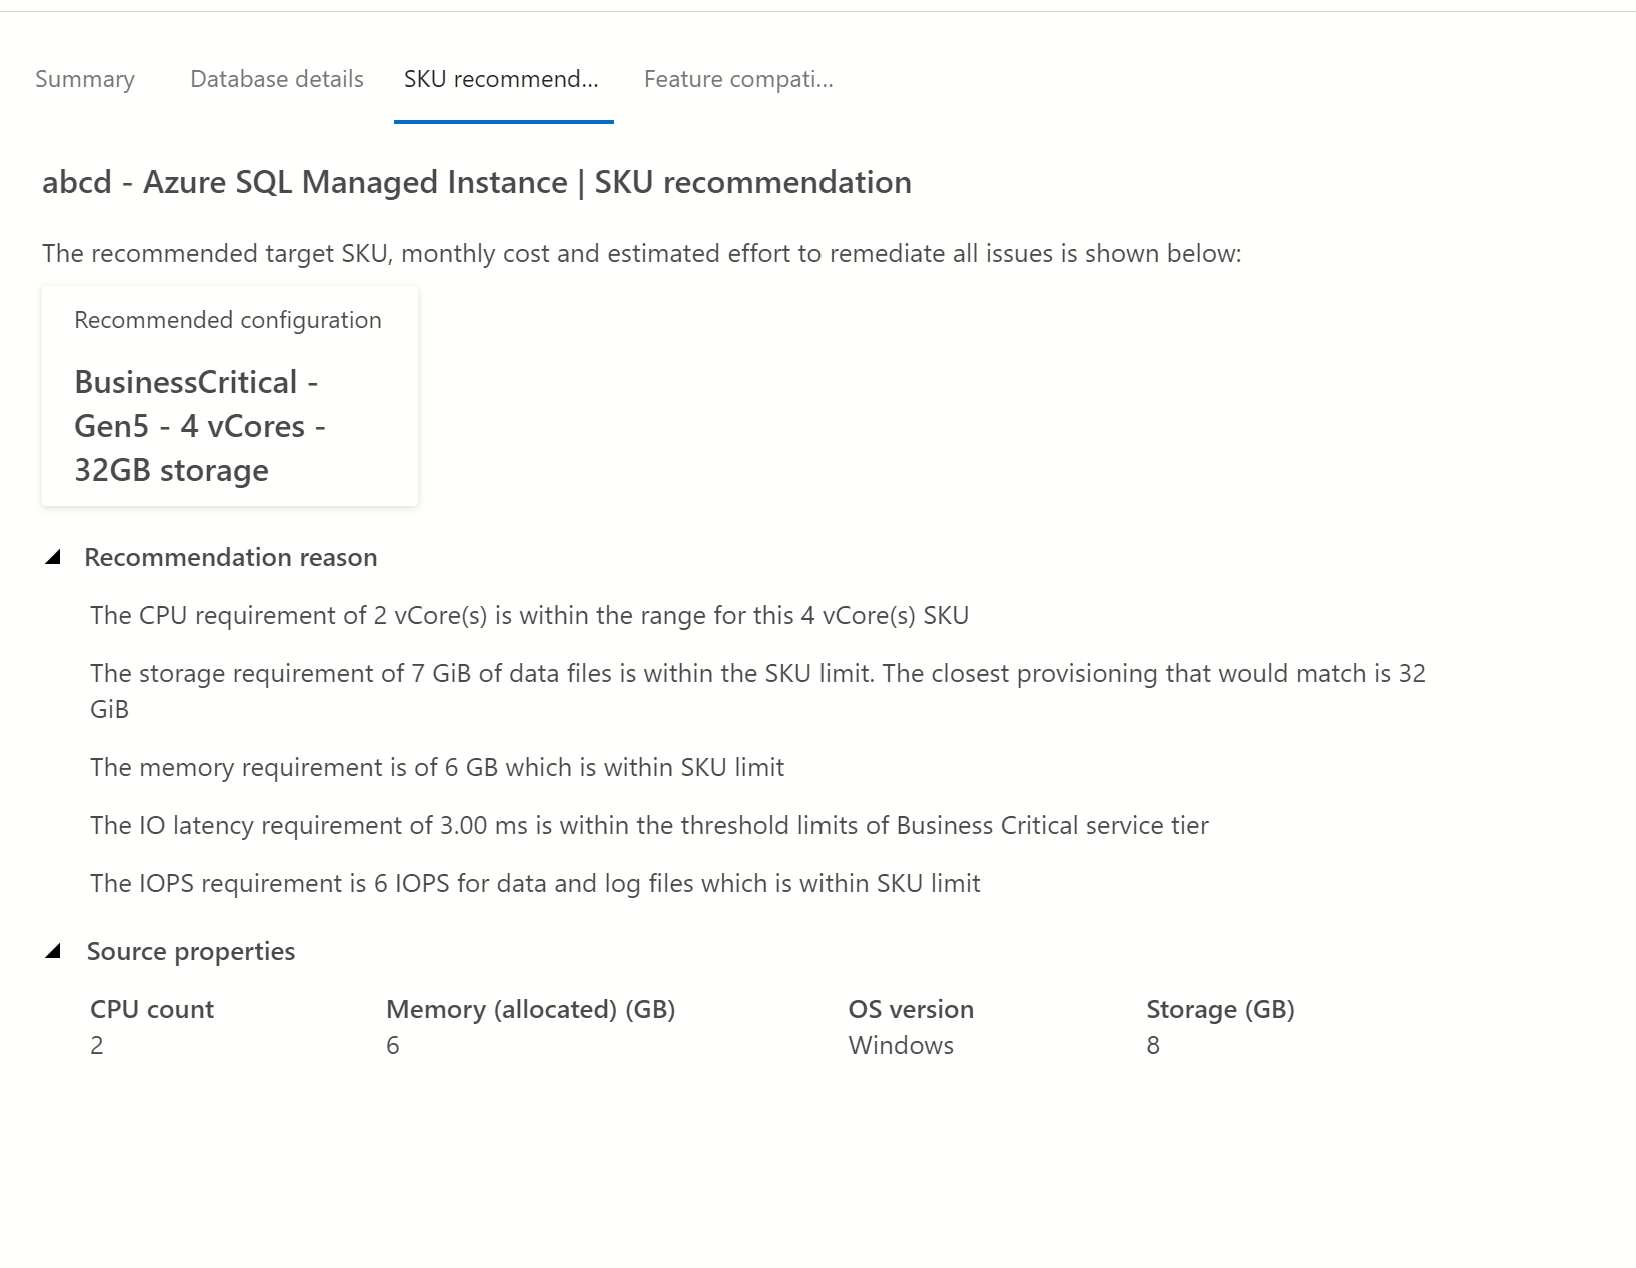 Summary
Database details
SKU recommend...
Feature compati...
abcd - Azure SQL Managed Instance | SKU recommendation
The recommended target SKU, monthly cost and estimated effort to remediate all issues is shown below:
Recommended configuration
BusinessCritical -
Gen5 - 4 vCores -
32GB storage
Recommendation reason
The CPU requirement of 2 vCore(s) is within the range for this 4 vCore(s) SKU
The storage requirement of 7 GiB of data files is within the SKU limit. The closest provisioning that would match is 32
GiB
The memory requirement is of 6 GB which is within SKU limit
The IO latency requirement of 3.00 ms is within the threshold limits of Business Critical service tier
The IOPS requirement is 6 IOPS for data and log files which is within SKU limit
Source properties
CPU count
2
Memory (allocated) (GB)
6
OS version
Windows
Storage (GB)
8